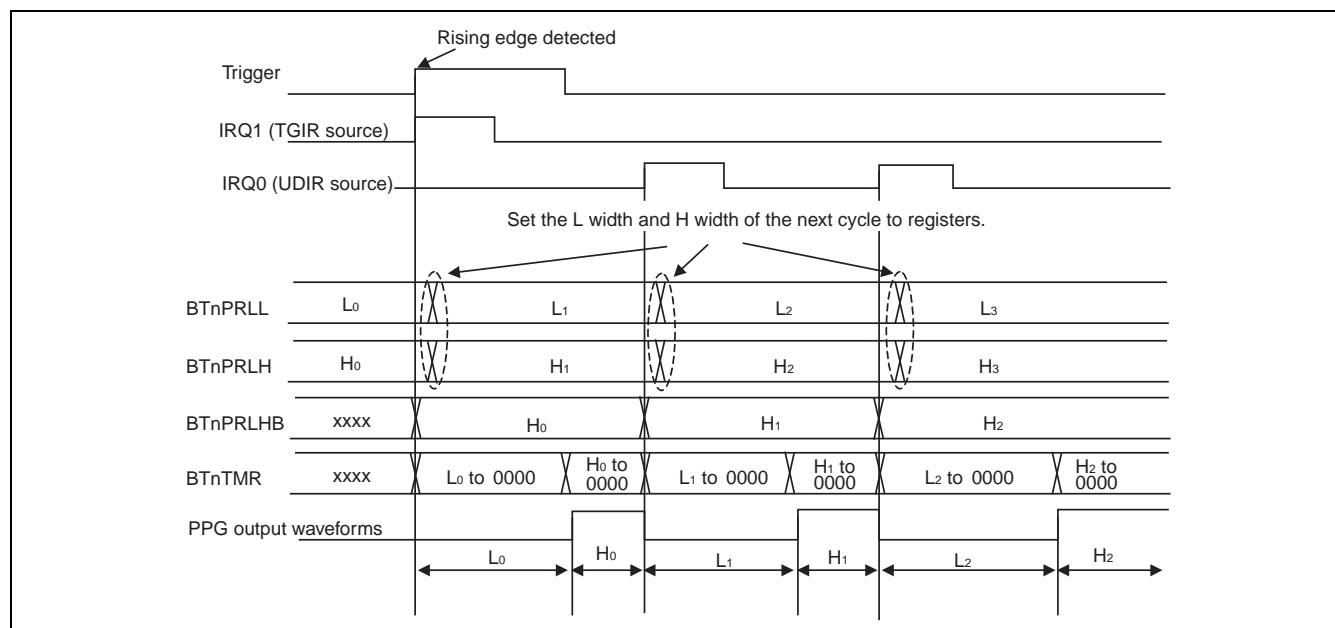 Rising edge detected
Trigger
IRQ1 (TGIR source)
IRQ0 (UDIR source)
Set the L width and H width of the next cycle to registers.
BTnPRLL L0 L1 L2 L3
BTnPRLH H0 H1 H2 H3
BTnPRLHB xxxx H0 H1 H2
BTnTMR xxxx L0 to 0000 H0 to 0000 L1 to 0000 H1 to 0000 L2 to 0000 H2 to 0000
PPG output waveforms
L0 H0 L1 H1 L2 H2